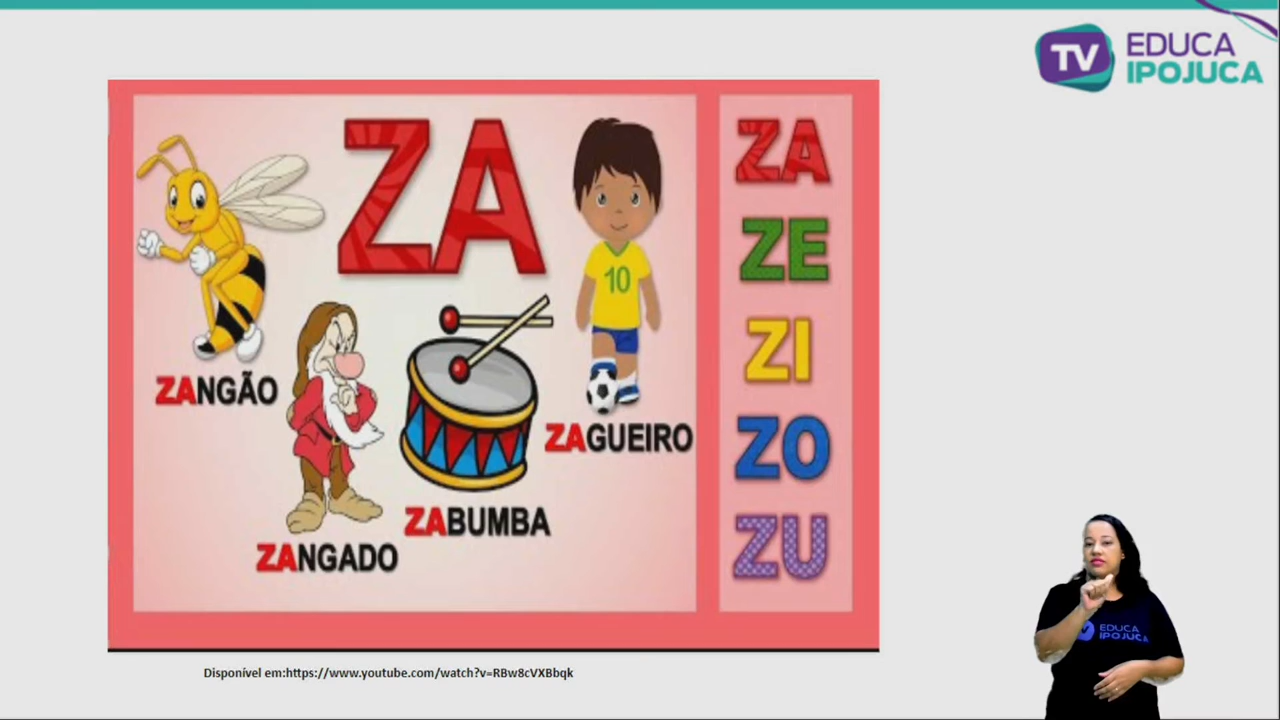 TV EDUCA
IPOJUCA
ZA
10
ZANGÃO
ZAGUEIRO
ZABUMBA
ZANGADO
ZA
ZE
ZI
ZO
ZU
EDUCA
IPOJUCA
Disponível em:https://www.youtube.com/watch?v=RBw8cVXBbqk